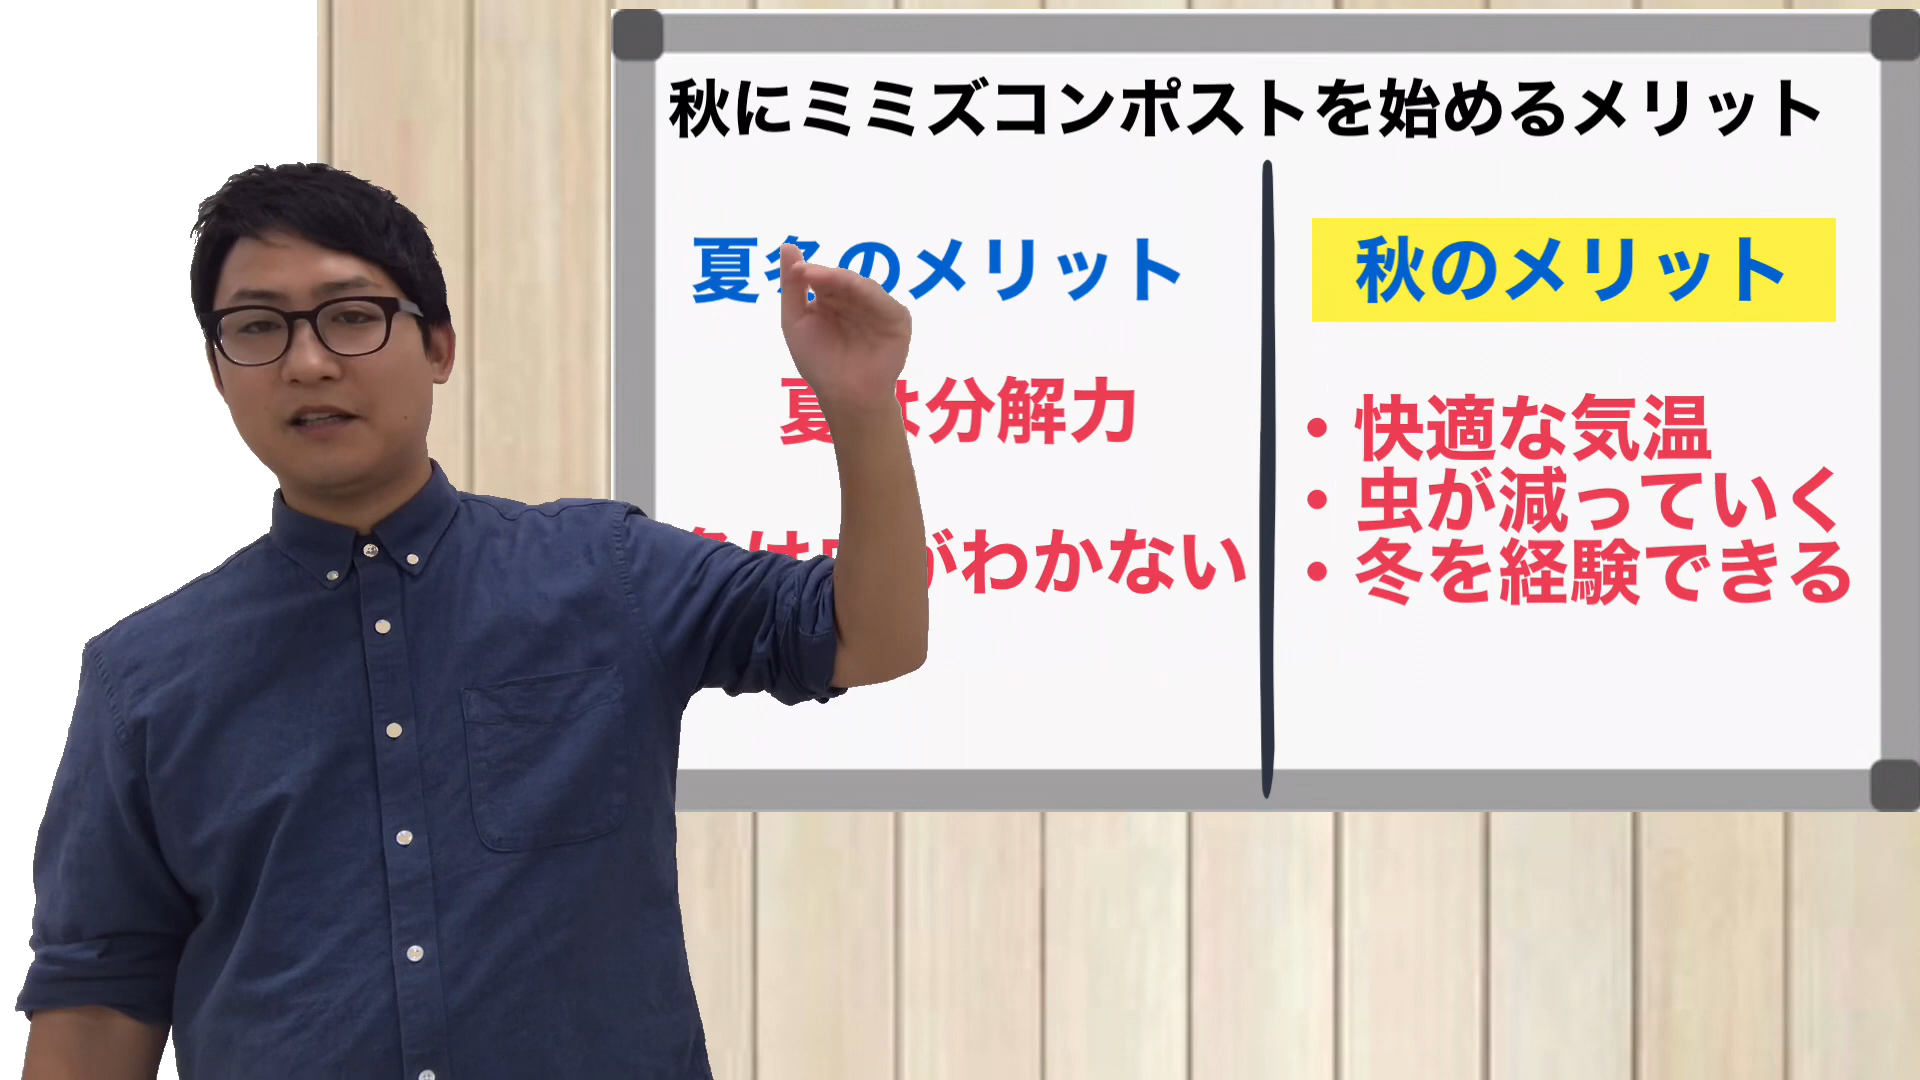 秋にミミズコンポストを始めるメリット
夏冬のメリット
夏は分解力
がわかない
秋のメリット
・快適な気温
・虫が減っていく
・冬を経験できる